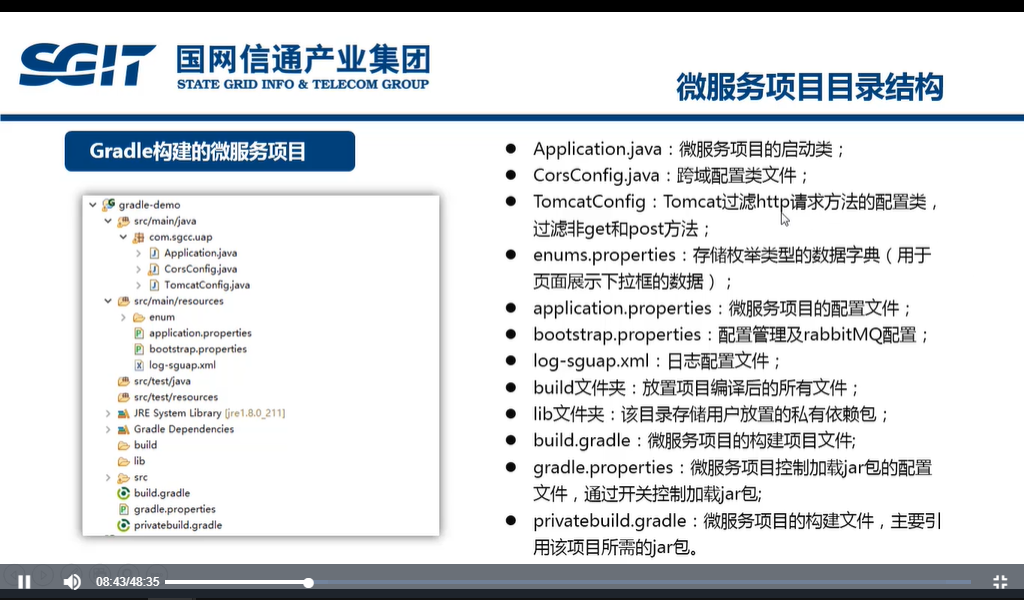 SGIT 国网信通产业集团
STATE GRID INFO & TELECOM GROUP
微服务项目目录结构
Gradle构建的微服务项目
gradle-demo
src/main/java
com.sgcc.uap
Application.java
CorsConfig.java
TomcatConfig.java
src/main/resources
enum
application.properties
bootstrap.properties
log-sguap.xml
src/test/java
src/test/resources
JRE System Library [jre1.8.0_211]
Gradle Dependencies
build
lib
src
build.gradle
gradle.properties
privatebuild.gradle
Application.java：微服务项目的启动类；
CorsConfig.java：跨域配置类文件；
TomcatConfig：Tomcat过滤http请求方法的配置类，
过滤非get和post方法；
enums.properties：存储枚举类型的数据字典（用于
页面展示下拉框的数据）；
application.properties：微服务项目的配置文件；
bootstrap.properties：配置管理及rabbitMQ配置；
log-sguap.xml：日志配置文件；
build文件夹：放置项目编译后的所有文件；
lib文件夹：该目录存储用户放置的私有依赖包；
build.gradle：微服务项目的构建项目文件;
gradle.properties：微服务项目控制加载jar包的配置
文件，通过开关控制加载jar包;
privatebuild.gradle：微服务项目的构建文件，主要引
用该项目所需的jar包。
08:43/48:35